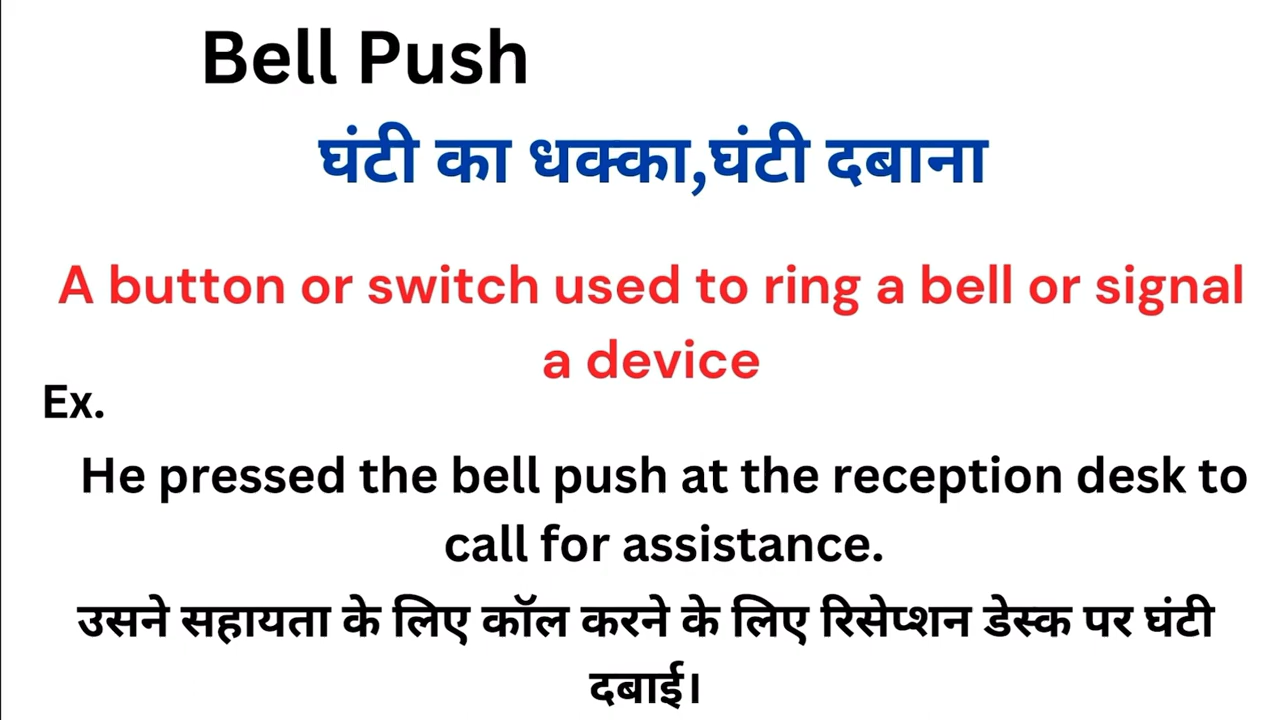 Bell Push
घंटी का धक्का,घंटी दबाना
A button or switch used to ring a bell or signal
a device
Ex.
He pressed the bell push at the reception desk to
call for assistance.
उसने सहायता के लिए कॉल करने के लिए रिसेप्शन डेस्क पर घंटी
दबाई।